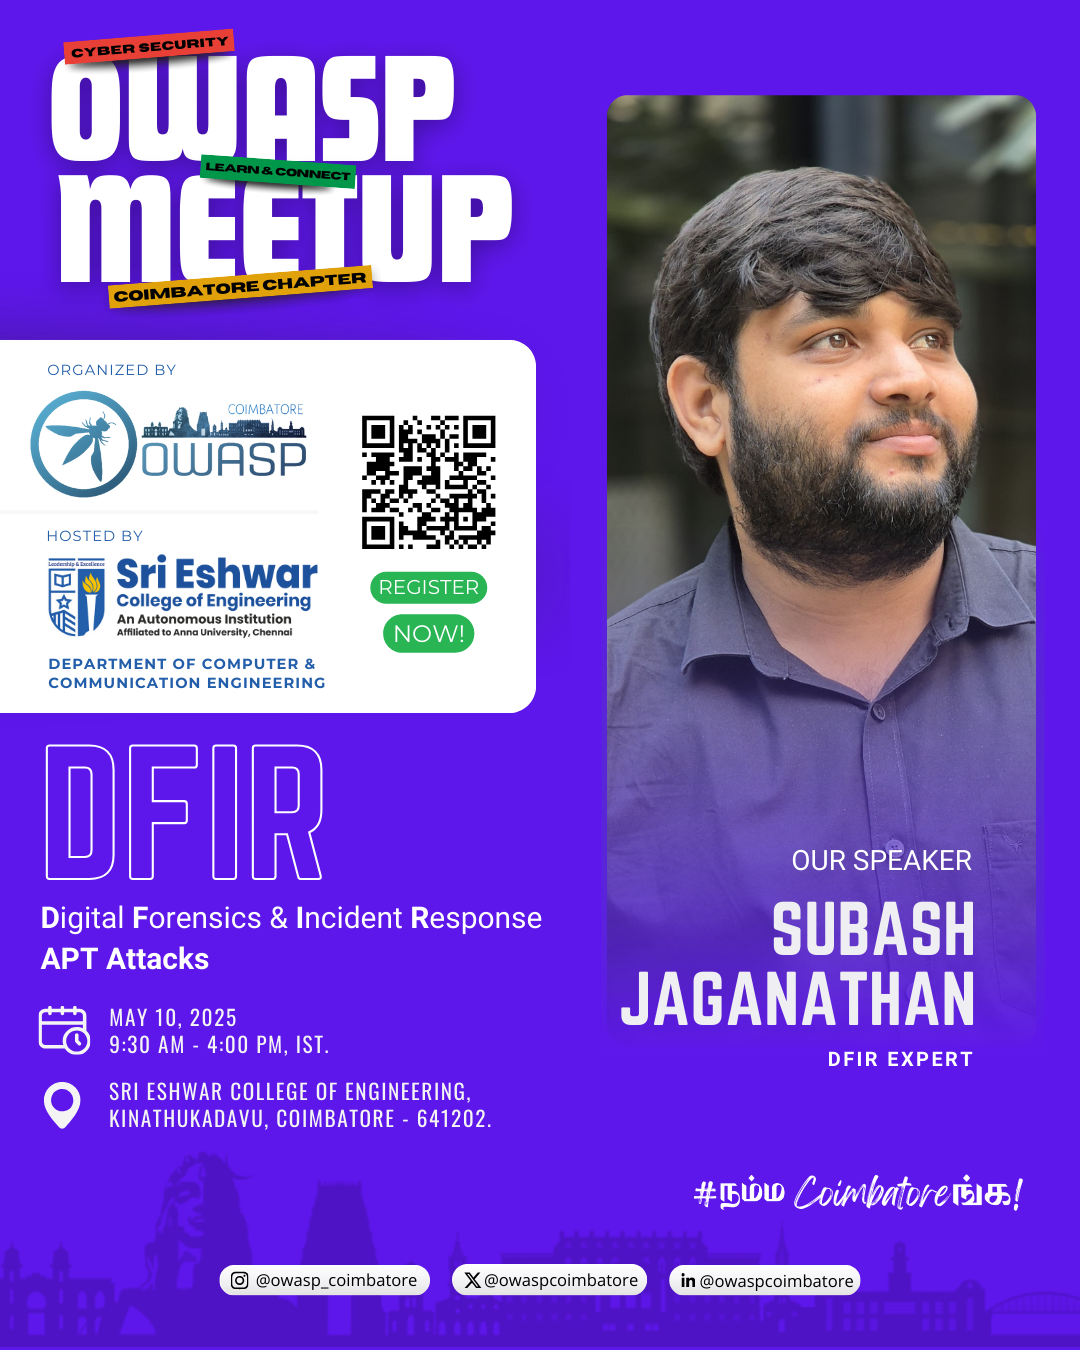 CYBER SECURITY
OWASP
LEARN & CONNECT
MEETUP
COIMBATORE CHAPTER
ORGANIZED BY
COIMBATORE
OWASP
HOSTED BY
Leadership & Excellence
Sri Eshwar
College of Engineering
An Autonomous Institution
Affiliated to Anna University, Chennai
DEPARTMENT OF COMPUTER &
COMMUNICATION ENGINEERING
REGISTER
NOW!
DFIR
Digital Forensics & Incident Response
APT Attacks
MAY 10, 2025
9:30 AM - 4:00 PM, IST.
SRI ESHWAR COLLEGE OF ENGINEERING,
KINATHUKADAVU, COIMBATORE - 641202.
OUR SPEAKER
SUBASH
JAGANATHAN
DFIR EXPERT
#நம்ம Coimbatoreங்க!
@owasp_coimbatore
@owaspcoimbatore
@owaspcoimbatore